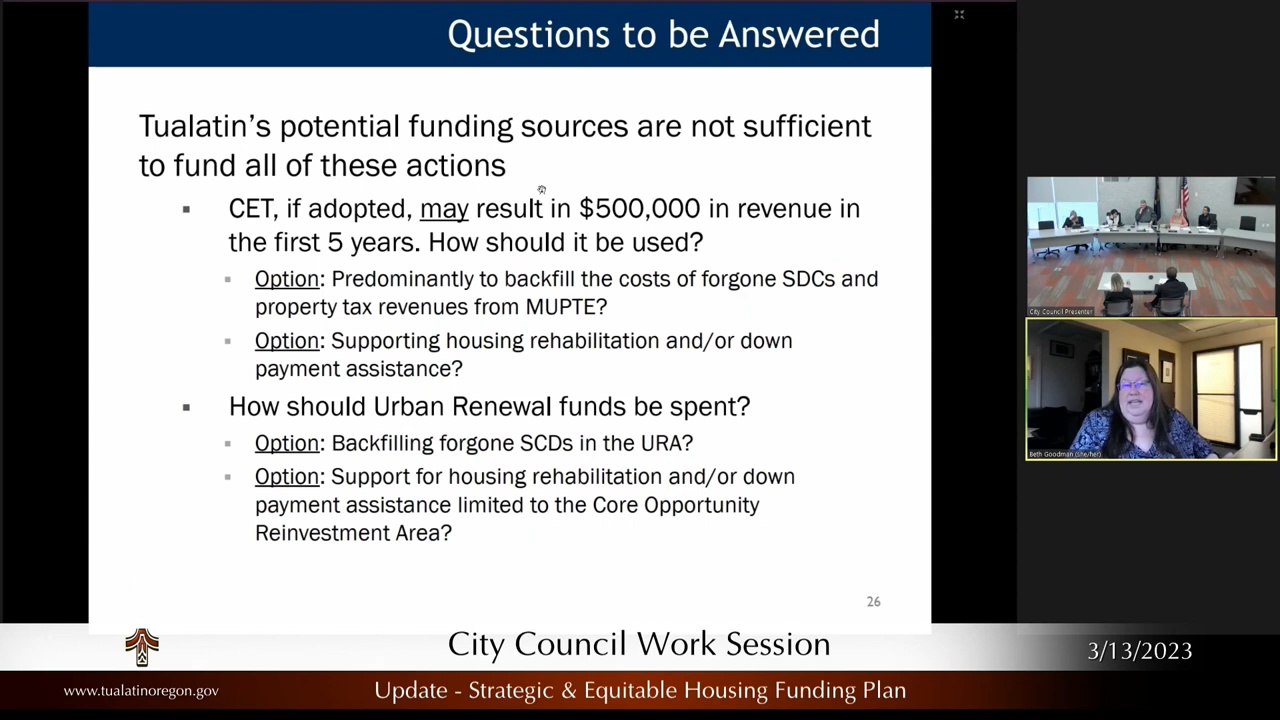 Questions to be Answered
Tualatin's potential funding sources are not sufficient
to fund all of these actions
▪ CET, if adopted, may result in $500,000 in revenue in
the first 5 years. How should it be used?
▪ Option: Predominantly to backfill the costs of forgone SDCs and
property tax revenues from MUPTE?
▪ Option: Supporting housing rehabilitation and/or down
payment assistance?
▪ How should Urban Renewal funds be spent?
▪ Option: Backfilling forgone SCDs in the URA?
▪ Option: Support for housing rehabilitation and/or down
payment assistance limited to the Core Opportunity
Reinvestment Area?
26
City Council Presenter
Beth Goodman (she/her)
City Council Work Session
3/13/2023
www.tualatinoregon.gov
Update - Strategic & Equitable Housing Funding Plan